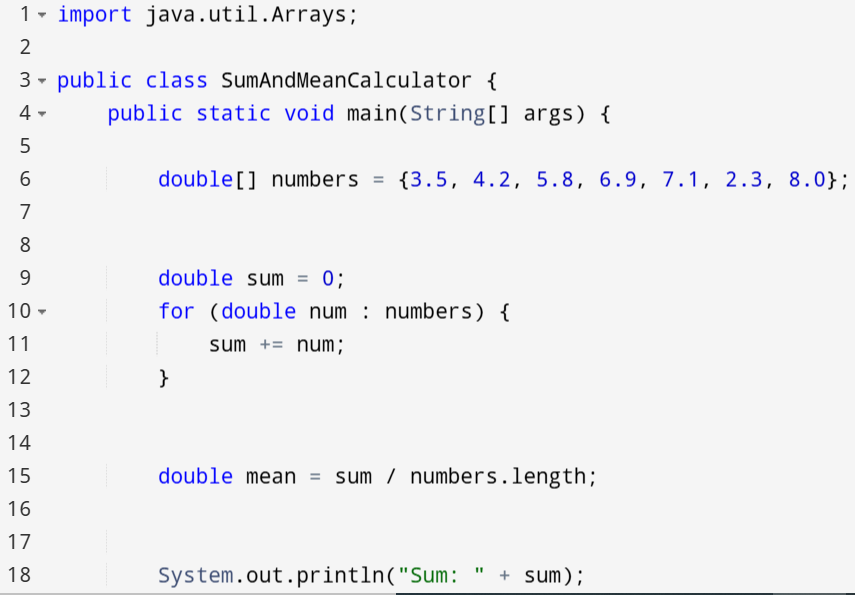 1 import java.util.Arrays;
2
3 public class SumAndMeanCalculator {
4     public static void main(String[] args) {
5
6         double[] numbers = {3.5, 4.2, 5.8, 6.9, 7.1, 2.3, 8.0};
7
8
9         double sum = 0;
10         for (double num : numbers) {
11             sum += num;
12         }
13
14
15         double mean = sum / numbers.length;
16
17
18         System.out.println("Sum: " + sum);